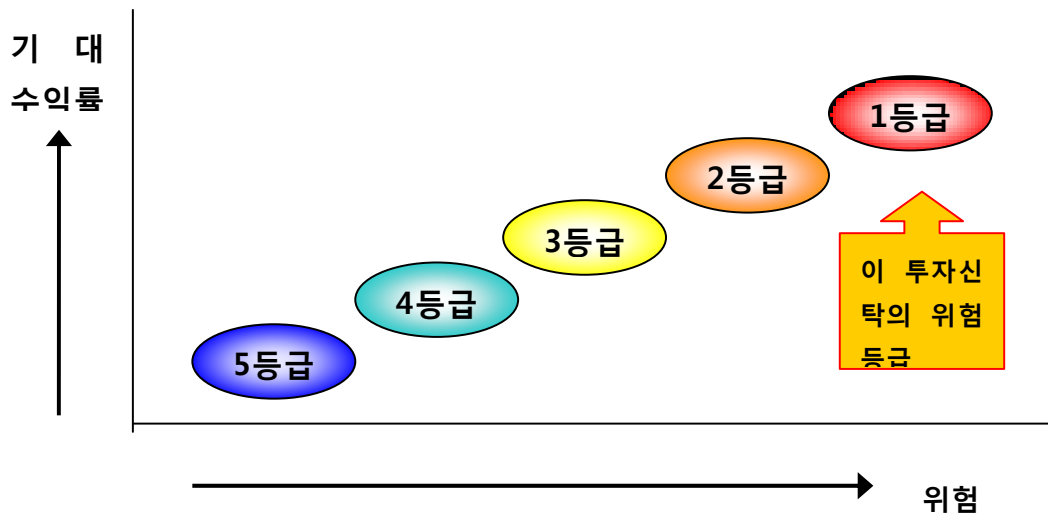 기 대
수익률
1등급
2등급
3등급
4등급
5등급
이 투자신
탁의 위험
등급
위험